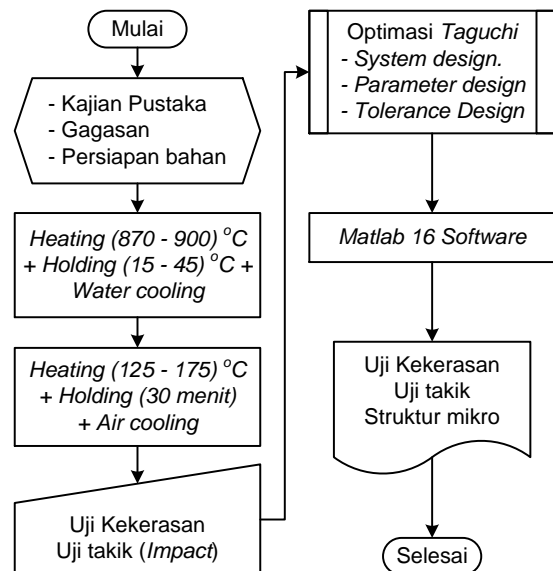 Mulai
- Kajian Pustaka
- Gagasan
- Persiapan bahan
Heating (870 - 900) °C
+ Holding (15 - 45) °C +
Water cooling
Heating (125 - 175) °C
+ Holding (30 menit)
+ Air cooling
Uji Kekerasan
Uji takik (Impact)
Optimasi Taguchi
- System design.
- Parameter design
- Tolerance Design
Matlab 16 Software
Uji Kekerasan
Uji takik
Struktur mikro
Selesai